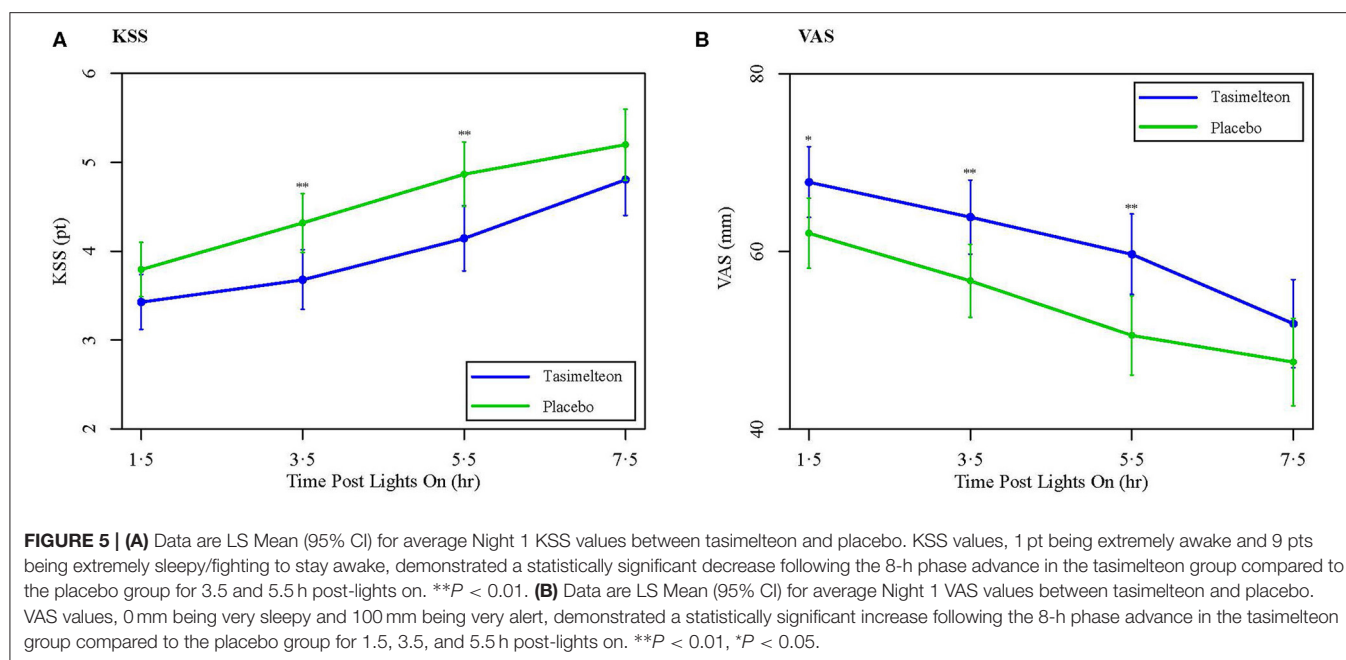 A KSS
6
5
4
3
2
KSS (pt)
**
**
Tasimelteon
Placebo
1·5 3·5 5·5 7·5
Time Post Lights On (hr)
B VAS
80
60
40
VAS (mm)
*
**
**
Tasimelteon
Placebo
1·5 3·5 5·5 7·5
Time Post Lights On (hr)
FIGURE 5 | (A) Data are LS Mean (95% CI) for average Night 1 KSS values between tasimelteon and placebo. KSS values, 1 pt being extremely awake and 9 pts
being extremely sleepy/fighting to stay awake, demonstrated a statistically significant decrease following the 8-h phase advance in the tasimelteon group compared to
the placebo group for 3.5 and 5.5 h post-lights on. **P < 0.01. (B) Data are LS Mean (95% CI) for average Night 1 VAS values between tasimelteon and placebo.
VAS values, 0 mm being very sleepy and 100 mm being very alert, demonstrated a statistically significant increase following the 8-h phase advance in the tasimelteon
group compared to the placebo group for 1.5, 3.5, and 5.5 h post-lights on. **P < 0.01, *P < 0.05.